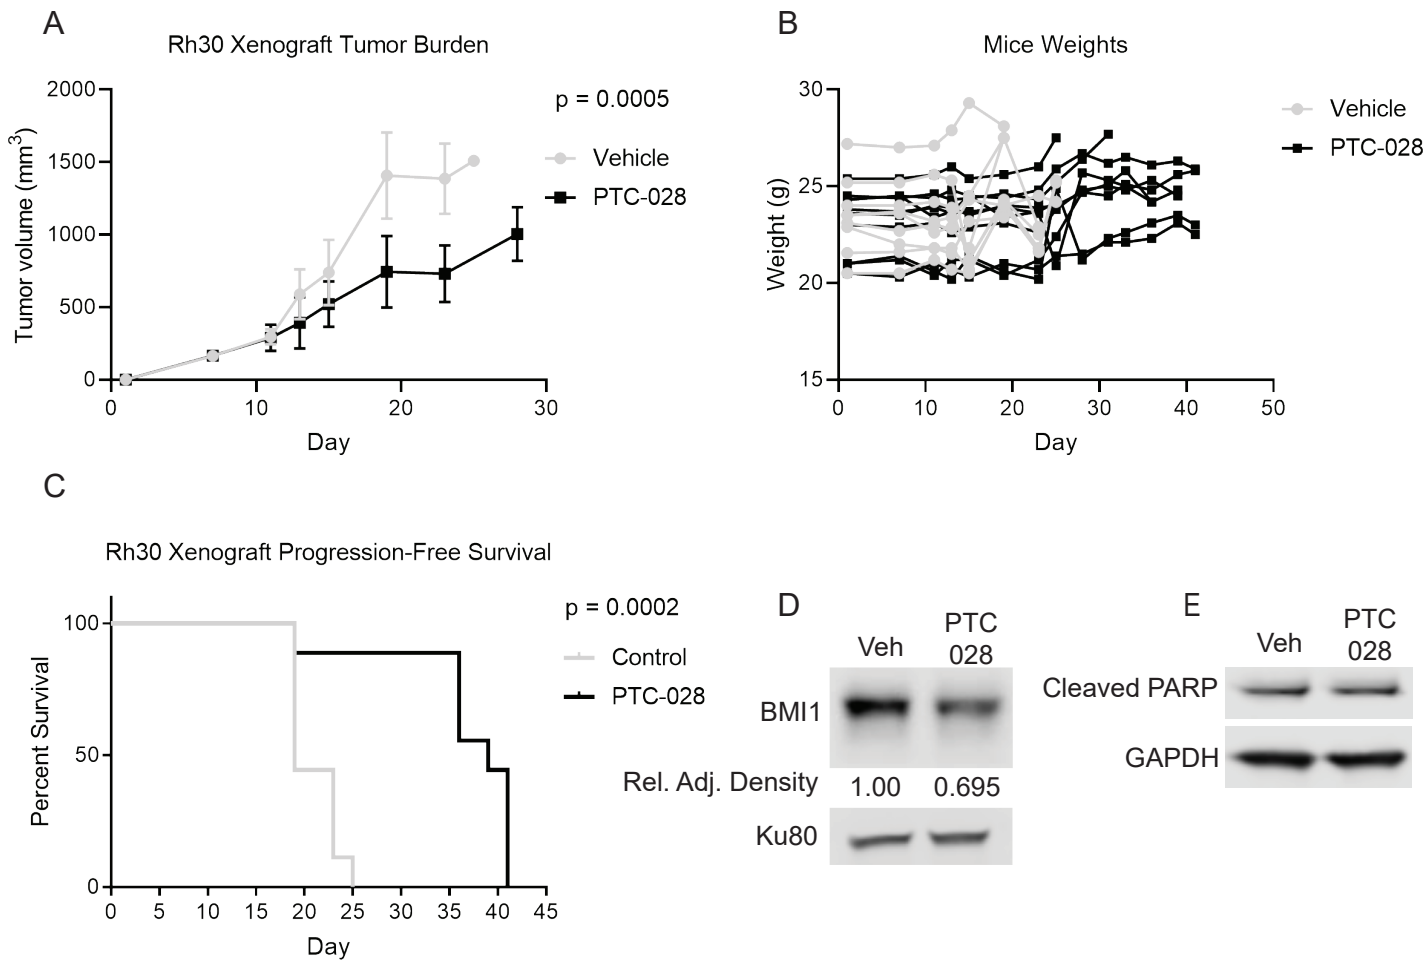 A
Rh30 Xenograft Tumor Burden
p = 0.0005
Vehicle
PTC-028
Tumor volume (mm³)
2000
1500
1000
500
0
0 10 20 30
Day
B
Mice Weights
Vehicle
PTC-028
Weight (g)
30
25
20
15
0 10 20 30 40 50
Day
C
Rh30 Xenograft Progression-Free Survival
p = 0.0002
Control
PTC-028
Percent Survival
100
50
0
0 5 10 15 20 25 30 35 40 45
Day
D
Veh
PTC
028
BMI1
Rel. Adj. Density 1.00 0.695
Ku80
E
Veh
PTC
028
Cleaved PARP
GAPDH